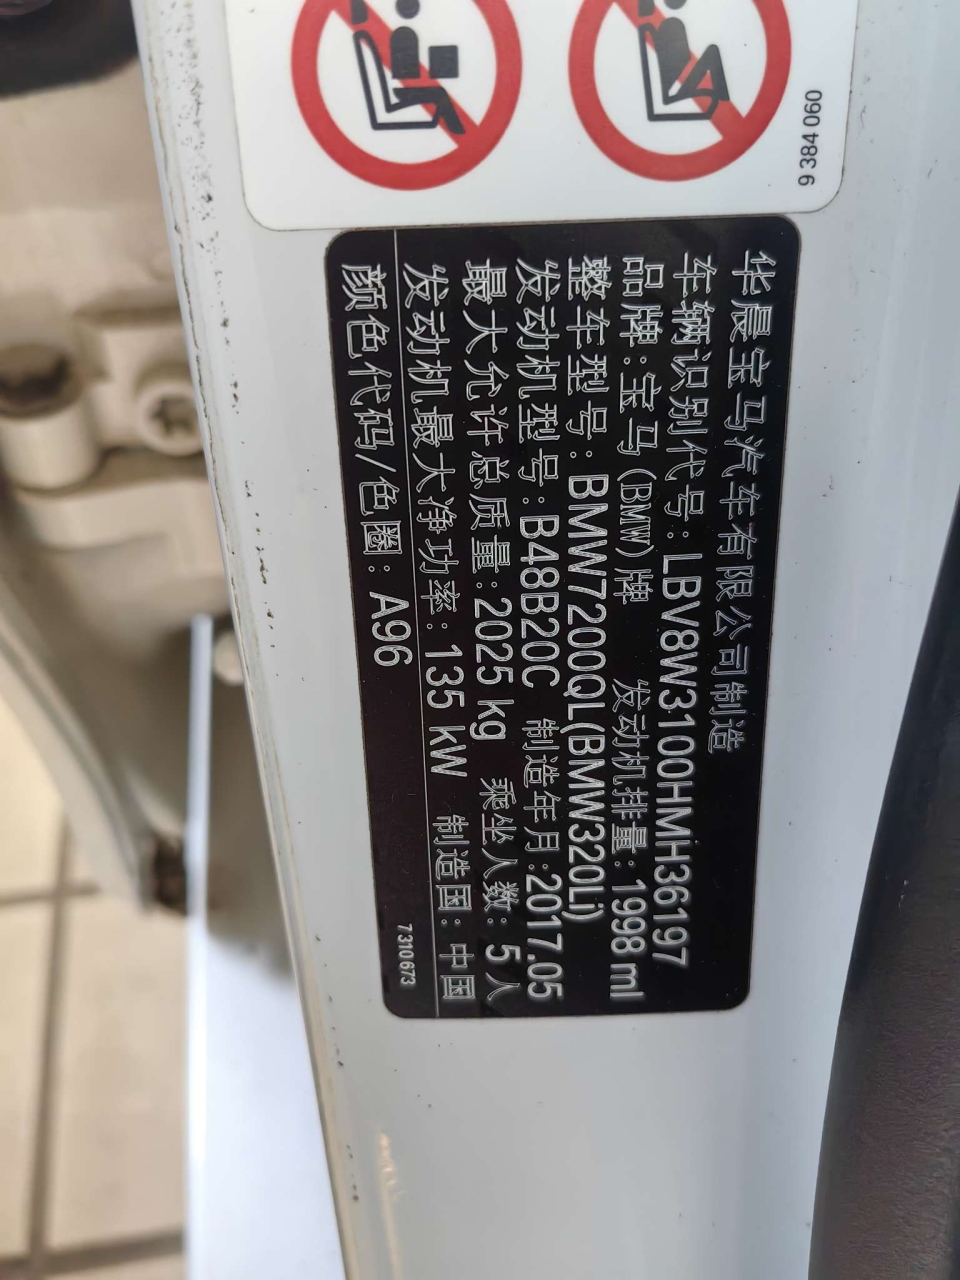 9 384 060
华晨宝马汽车有限公司制造
车辆识别代号：LBV8W3100HMH36197
品牌：宝马(BMW)牌 发动机排量：1998 ml
整车型号：BMW7200QL(BMW320Li)
发动机型号：B48B20C 制造年月：2017.05
最大允许总质量：2025 kg 乘坐人数：5人
发动机最大净功率：135 kW 制造国：中国
颜色代码/色圈：A96
7310673